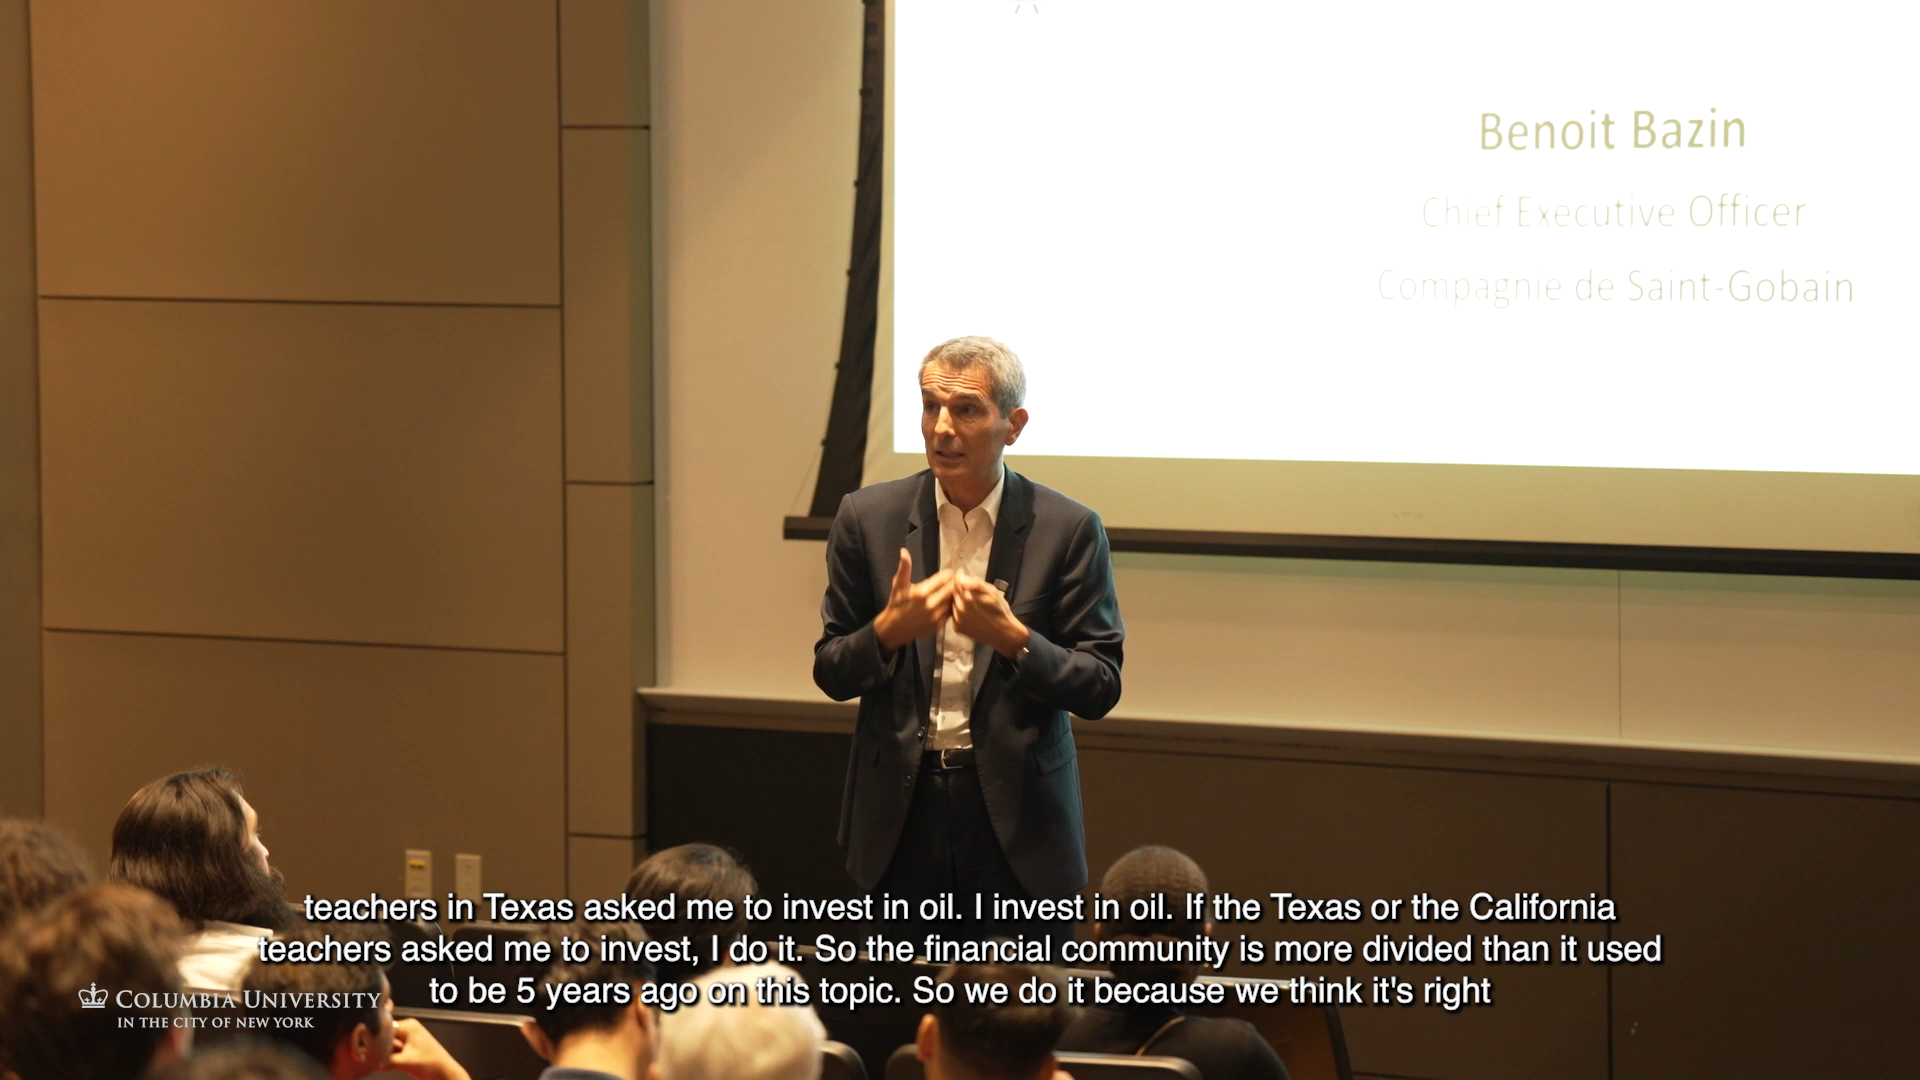 Benoit Bazin
Chief Executive Officer
Compagnie de Saint-Gobain
teachers in Texas asked me to invest in oil. I invest in oil. If the Texas or the California
teachers asked me to invest, I do it. So the financial community is more divided than it used
to be 5 years ago on this topic. So we do it because we think it's right
COLUMBIA UNIVERSITY
IN THE CITY OF NEW YORK